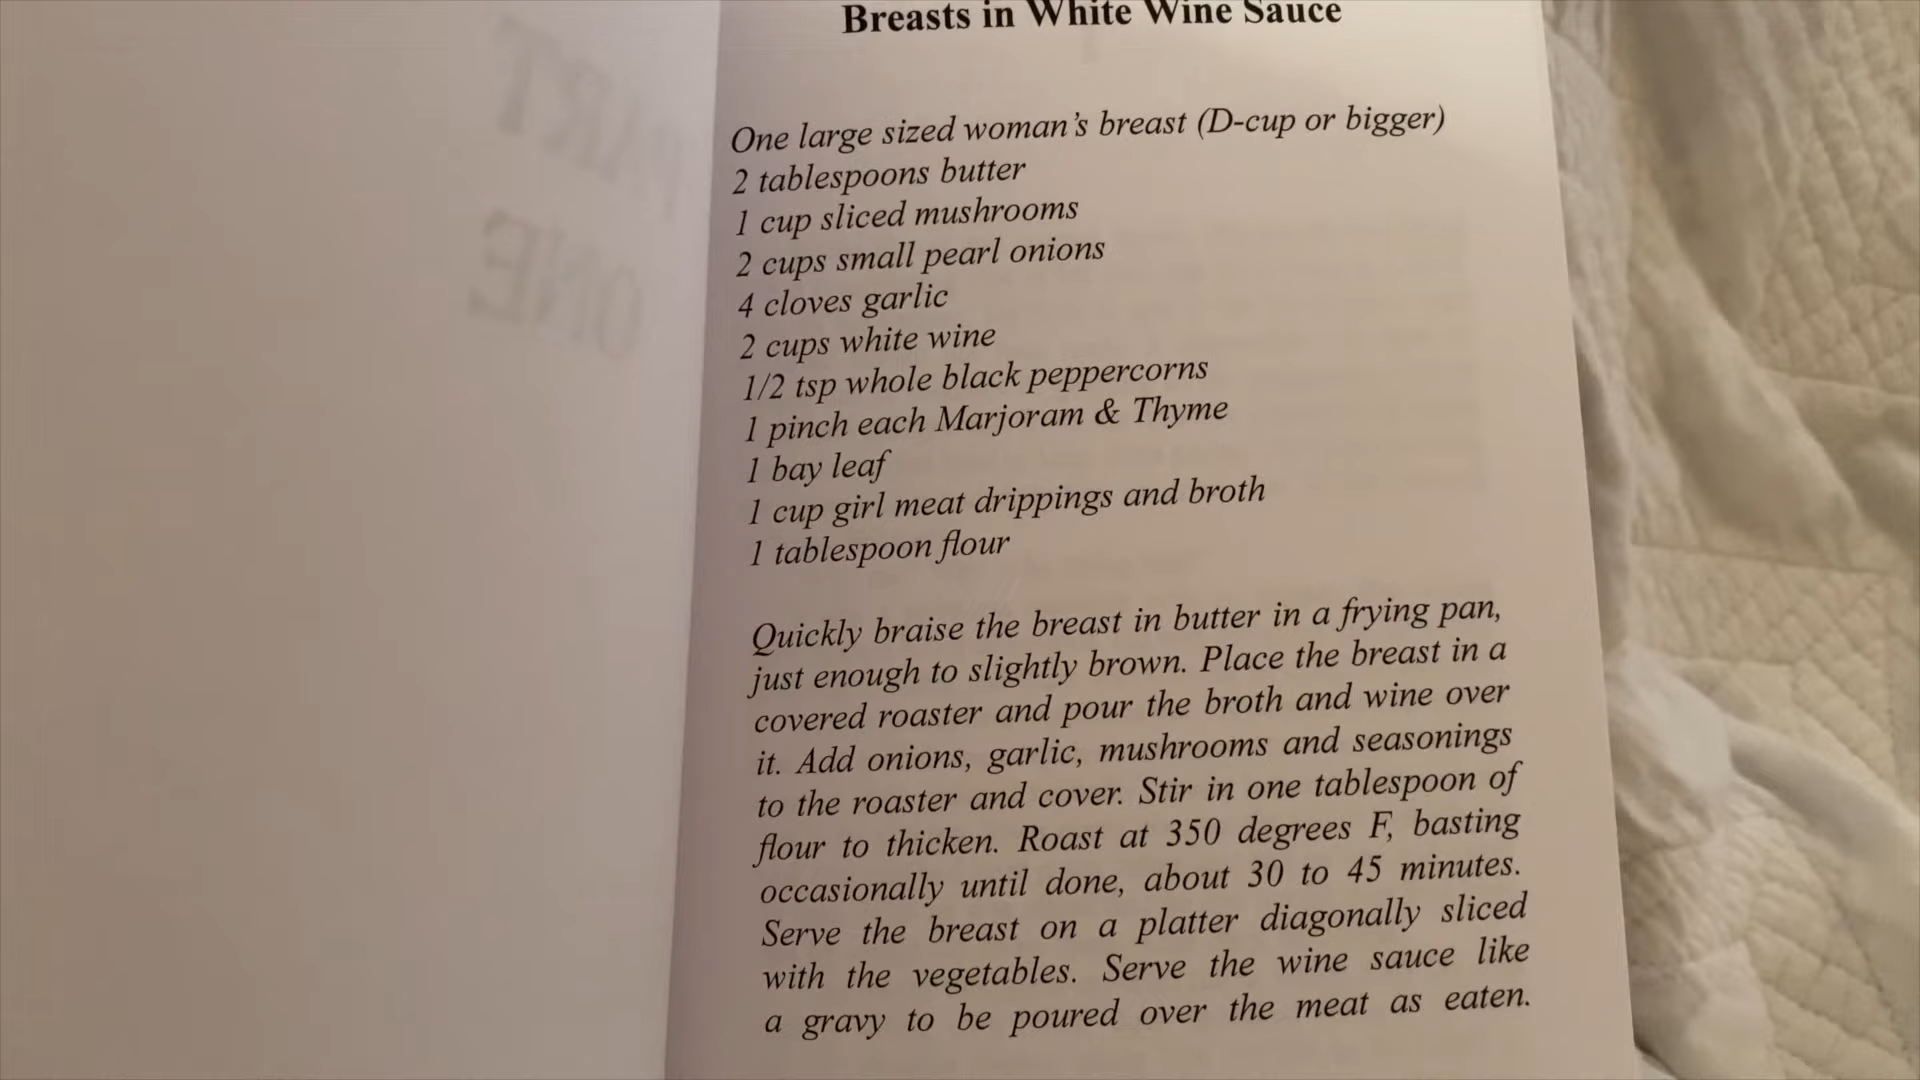 Breasts in White Wine Sauce
One large sized woman's breast (D-cup or bigger)
2 tablespoons butter
1 cup sliced mushrooms
2 cups small pearl onions
4 cloves garlic
2 cups white wine
1/2 tsp whole black peppercorns
1 pinch each Marjoram & Thyme
1 bay leaf
1 cup girl meat drippings and broth
1 tablespoon flour
Quickly braise the breast in butter in a frying pan,
just enough to slightly brown. Place the breast in a
covered roaster and pour the broth and wine over
it. Add onions, garlic, mushrooms and seasonings
to the roaster and cover. Stir in one tablespoon of
flour to thicken. Roast at 350 degrees F, basting
occasionally until done, about 30 to 45 minutes.
Serve the breast on a platter diagonally sliced
with the vegetables. Serve the wine sauce like
a gravy to be poured over the meat as eaten.
PART
ONE